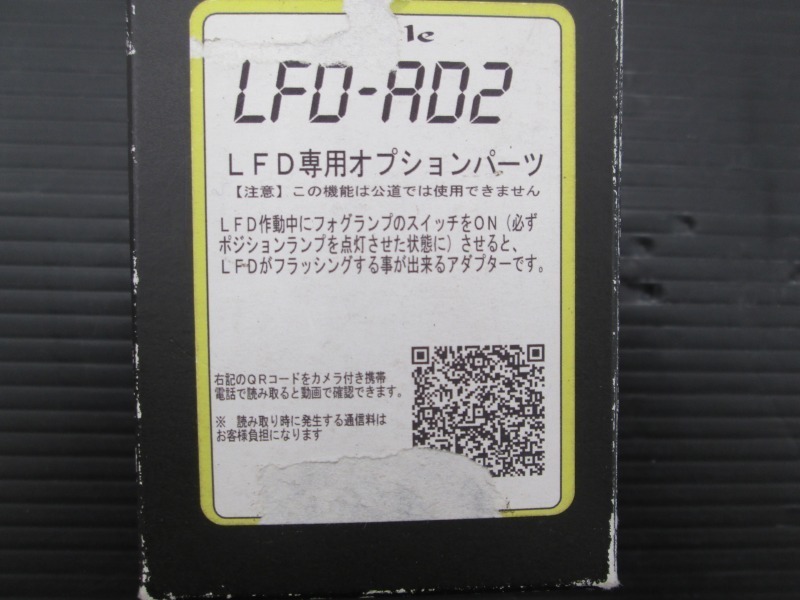 le
LFD-AD2
LFD専用オプションパーツ
【注意】この機能は公道では使用できません
LFD作動中にフォグランプのスイッチをON（必ず
ポジションランプを点灯させた状態に）させると、
LFDがフラッシングする事が出来るアダプターです。
右記のQRコードをカメラ付き携帯
電話で読み取ると動画で確認できます。
※ 読み取り時に発生する通信料は
お客様負担になります